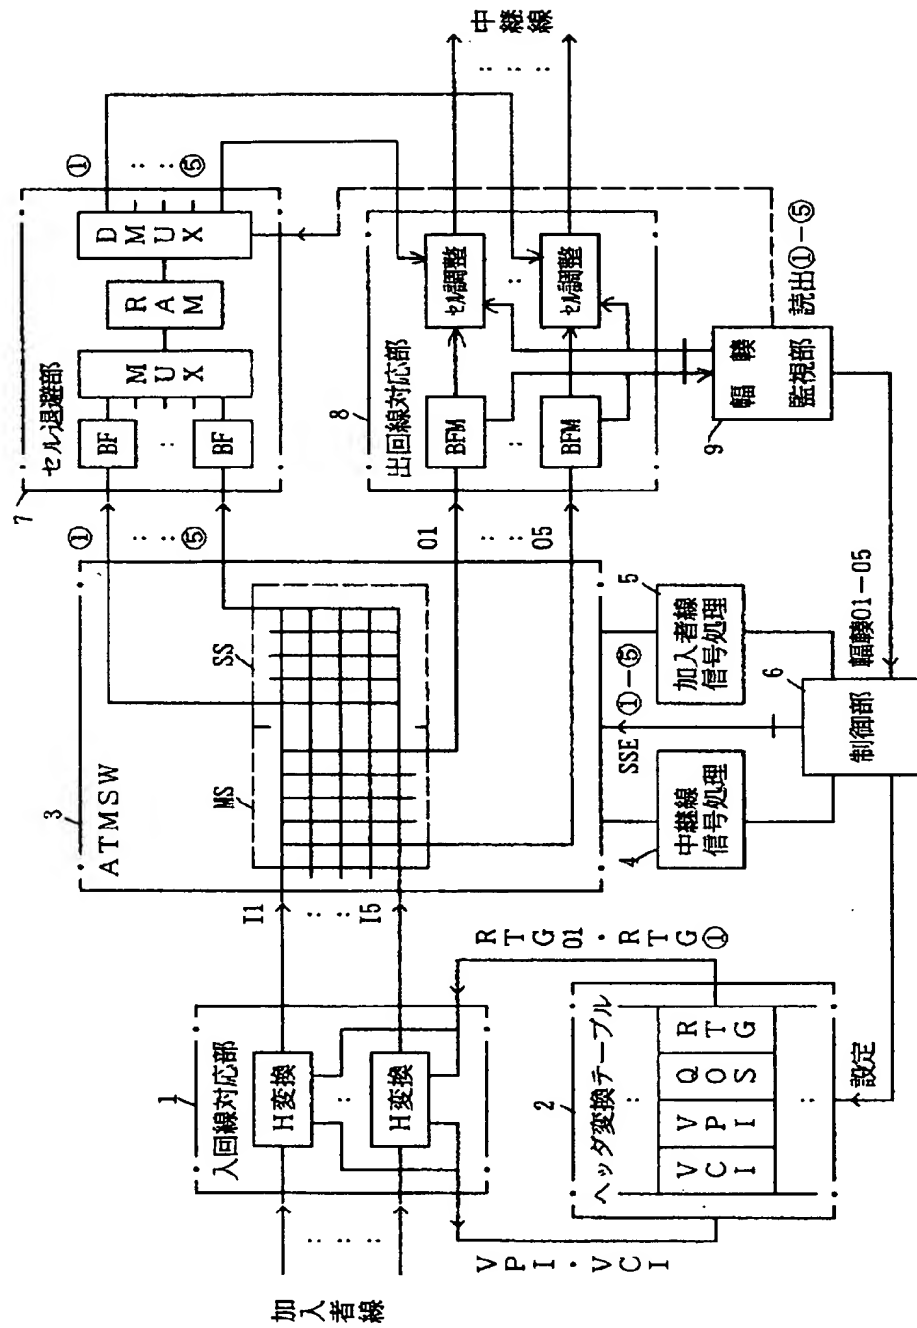 加入者線
1
入回線対応部
H変換
H変換
VPI・VCI
2
ヘッダ変換テーブル
VCI
VPI
QOS
RTG
RTG01・RTG①
設定
I1
I5
3
ATMSW
MS
SS
①
⑤
01
05
SSE①-⑤
4
中継線
信号処理
5
加入者線
信号処理
6
制御部
輻輳01-05
7
セル退避部
BF
BF
MUX
RAM
DMUX
①
⑤
8
出回線対応部
BFM
BFM
セル調整
セル調整
9
輻輳
監視部
読出①-⑤
中継線